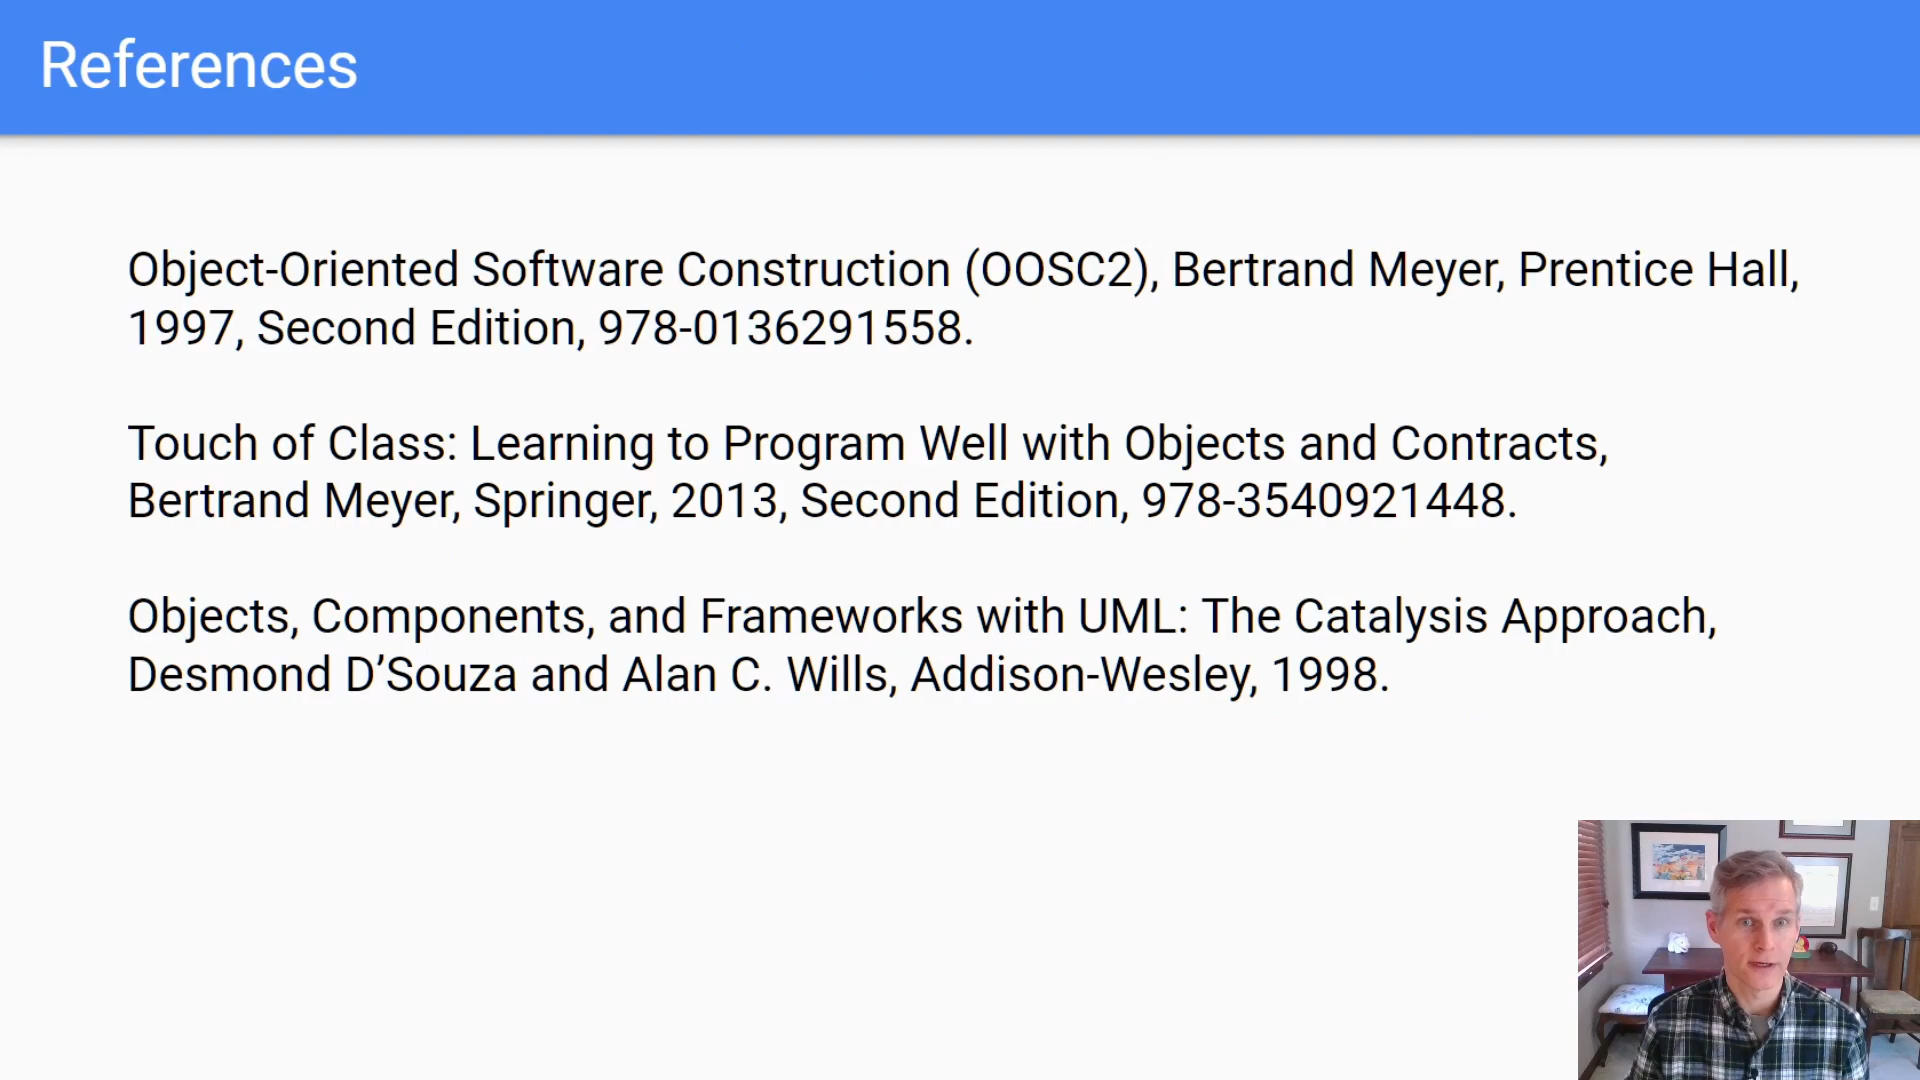 References
Object-Oriented Software Construction (OOSC2), Bertrand Meyer, Prentice Hall,
1997, Second Edition, 978-0136291558.
Touch of Class: Learning to Program Well with Objects and Contracts,
Bertrand Meyer, Springer, 2013, Second Edition, 978-3540921448.
Objects, Components, and Frameworks with UML: The Catalysis Approach,
Desmond D’Souza and Alan C. Wills, Addison-Wesley, 1998.